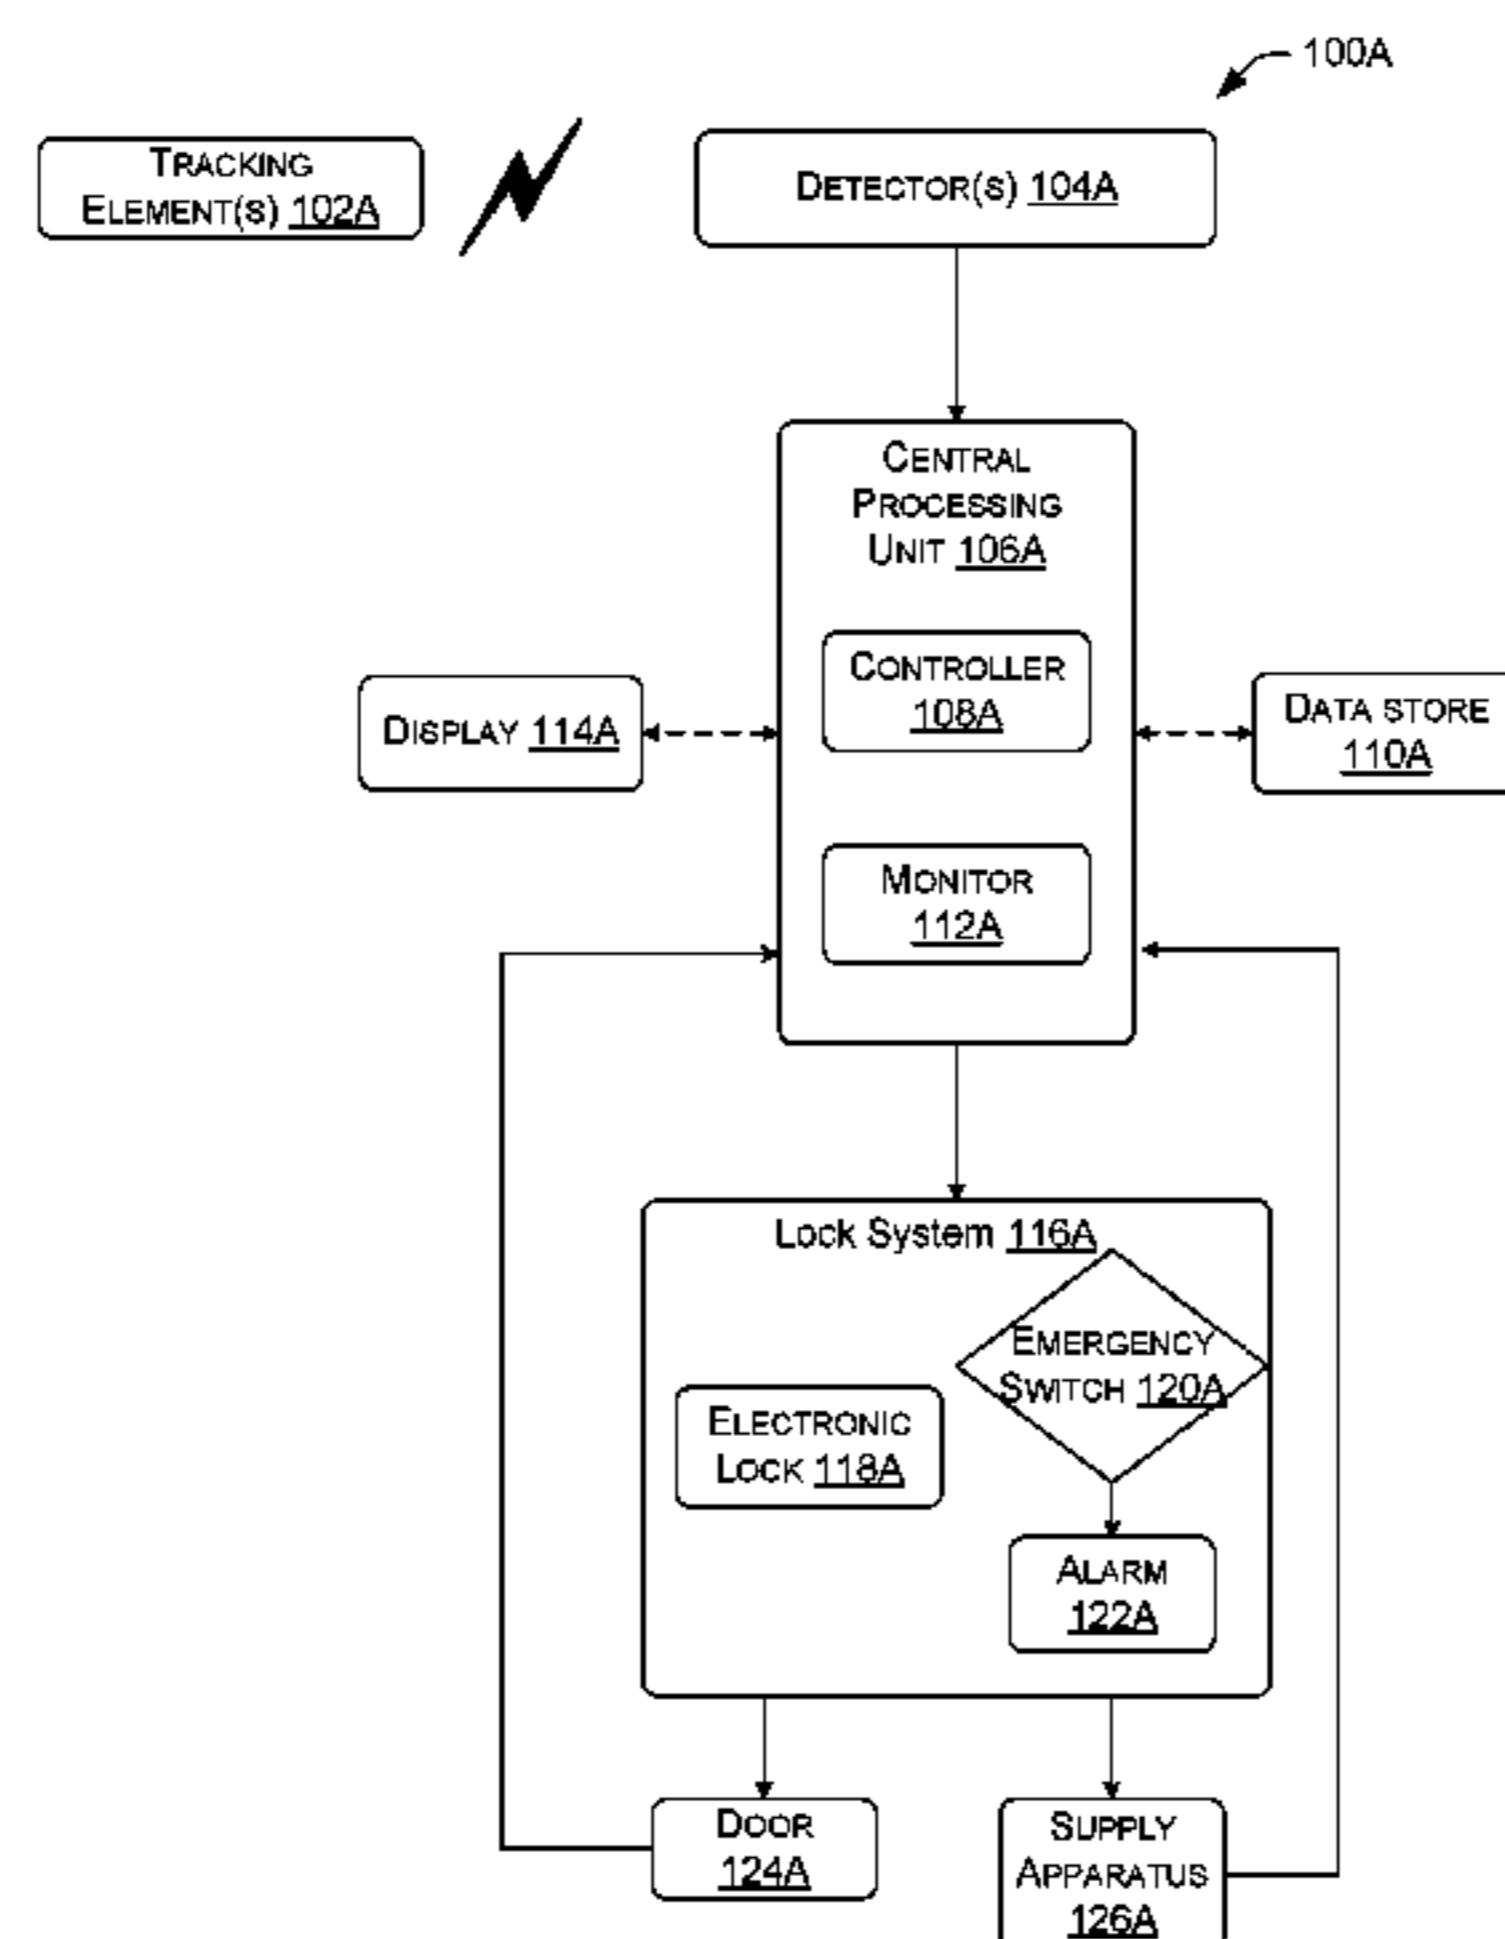 100A
TRACKING
ELEMENT(S) 102A
DETECTOR(S) 104A
CENTRAL
PROCESSING
UNIT 106A
CONTROLLER
108A
DISPLAY 114A
DATA STORE
110A
MONITOR
112A
Lock System 116A
EMERGENCY
SWITCH 120A
ELECTRONIC
LOCK 118A
ALARM
122A
DOOR
124A
SUPPLY
APPARATUS
126A